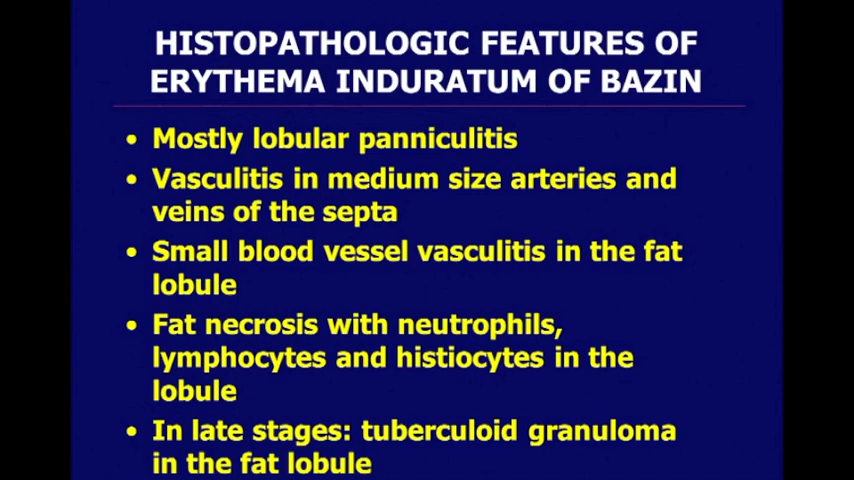 HISTOPATHOLOGIC FEATURES OF
ERYTHEMA INDURATUM OF BAZIN
• Mostly lobular panniculitis
• Vasculitis in medium size arteries and
veins of the septa
• Small blood vessel vasculitis in the fat
lobule
• Fat necrosis with neutrophils,
lymphocytes and histiocytes in the
lobule
• In late stages: tuberculoid granuloma
in the fat lobule